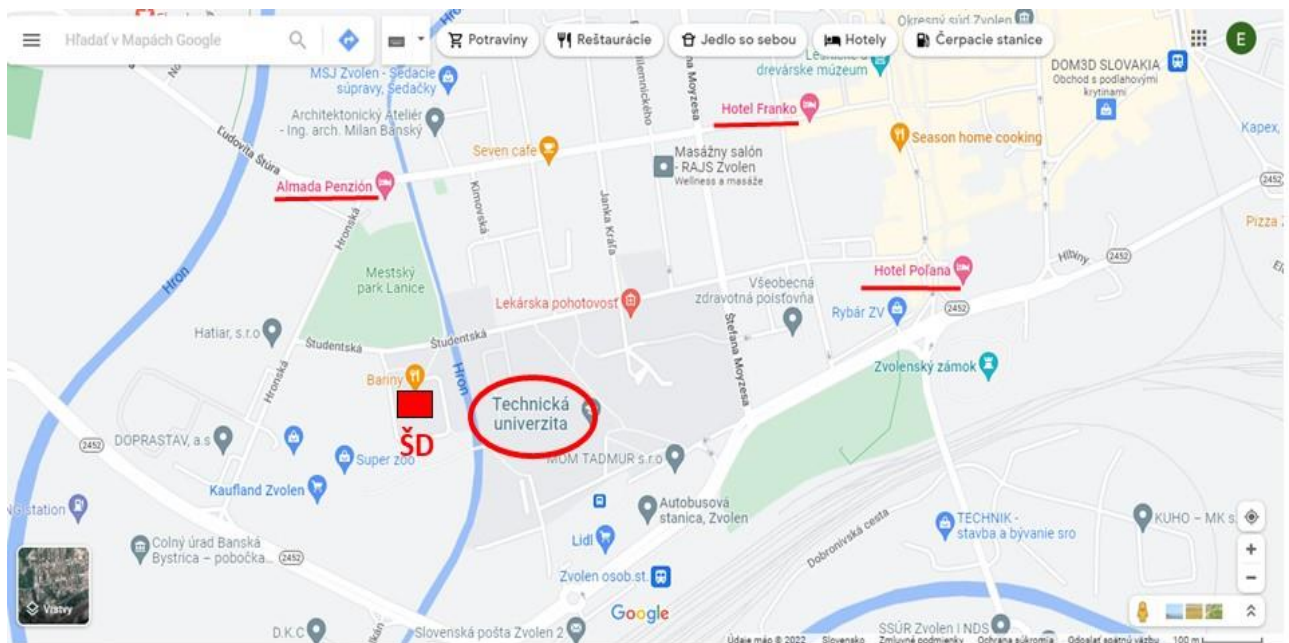 Hľadať v Mapách Google
Potraviny
Reštaurácie
Jedlo so sebou
Hotely
Čerpacie stanice
E
Okresný súd Zvolen
drevárske múzeum
DOM3D SLOVAKIA
Obchod s podlahovými
krytinami
MSJ Zvolen - Sedacie
súpravy, Sedačky
Architektonický Ateliér
- Ing. arch. Milan Bánsky
Ľudovíta Štúra
Hotel Franko
Season home cooking
Kapex,
Seven cafe
Masážny salón
- RAJS Zvolen
Wellness a masáže
Almada Penzión
Kimovská
Janka Kráľa
Hronská
2452
Pizza
Mestský
park Lanice
Hron
Hotel Poľana
Hlbiny
2452
Všeobecná
zdravotná poisťovňa
Lekárska pohotovosť
Rybár ZV
2452
Hatiar, s.r.o
Študentská
Študentská
Štefana Moyzesa
Zvolenský zámok
Bariny
Hron
Hronská
Technická
univerzita
ŠD
2452
DOPRASTAV, a.s
Super zoo
MÔM TADMUR s.r.o
Kaufland Zvolen
Autobusová
stanica, Zvolen
station
TECHNIK -
stavba a bývanie sro
KUHO – MK s
Lidl
Dobronivská cesta
Colný úrad Banská
Bystrica – pobočka...
2452
Zvolen osob.st.
Vrstvy
Google
D.K.C
Slovenská pošta Zvolen 2
SSÚR Zvolen I NDS
Údaje máp © 2022 Slovensko Zmluvné podmienky Ochrana súkromia Odoslať spätnú väzbu 100 m